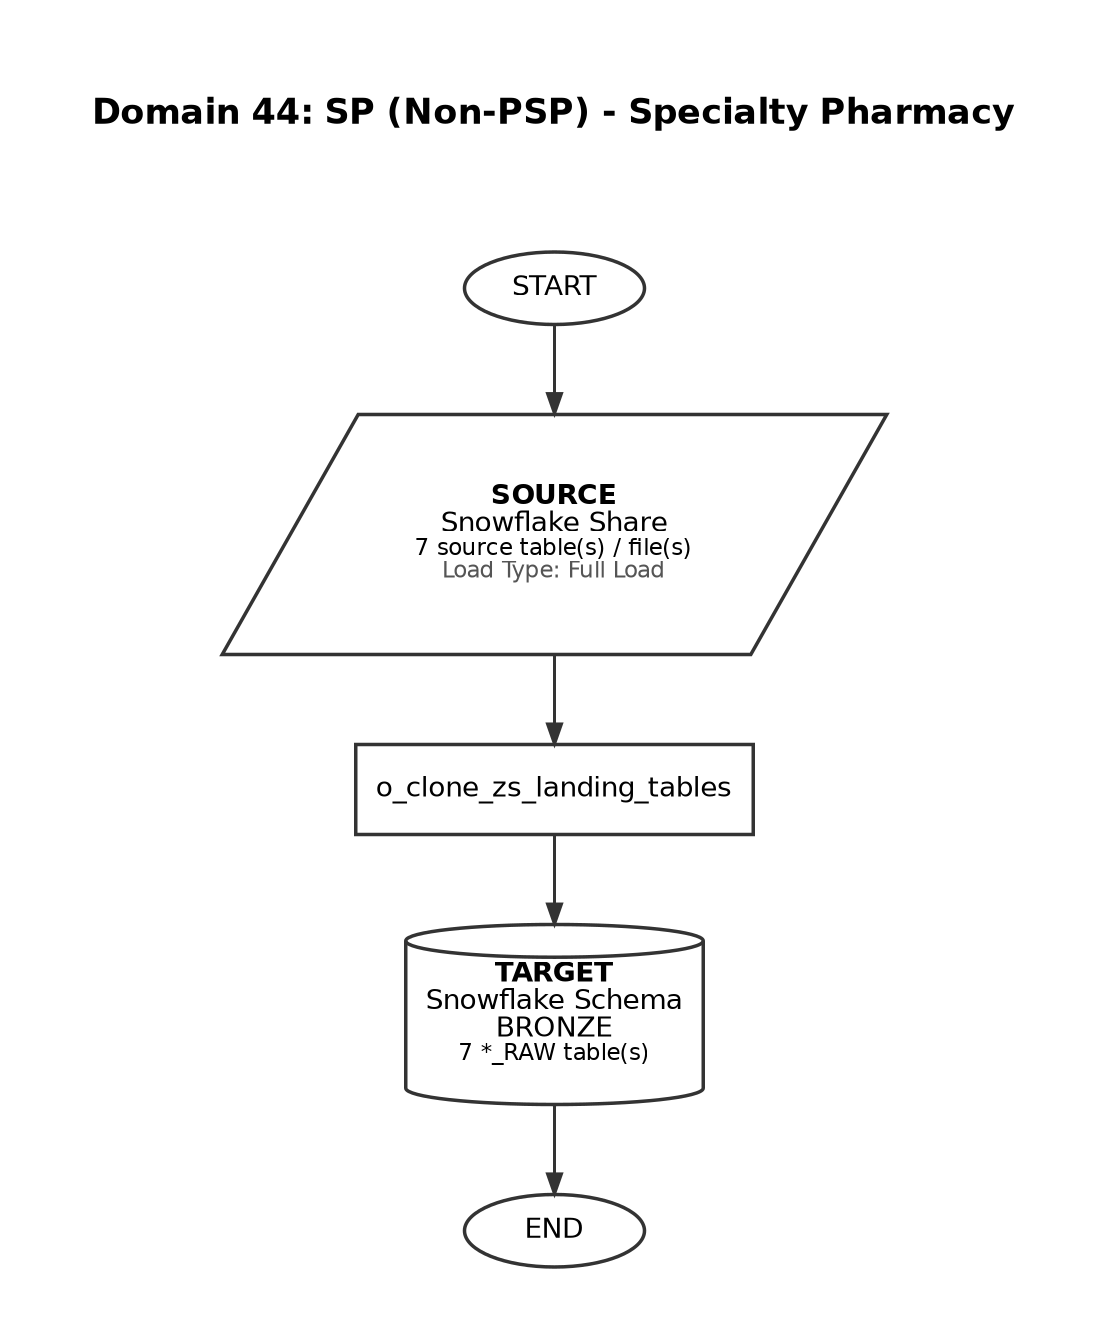 Domain 44: SP (Non-PSP) - Specialty Pharmacy
START
SOURCE
Snowflake Share
7 source table(s) / file(s)
Load Type: Full Load
o_clone_zs_landing_tables
TARGET
Snowflake Schema
BRONZE
7 *_RAW table(s)
END